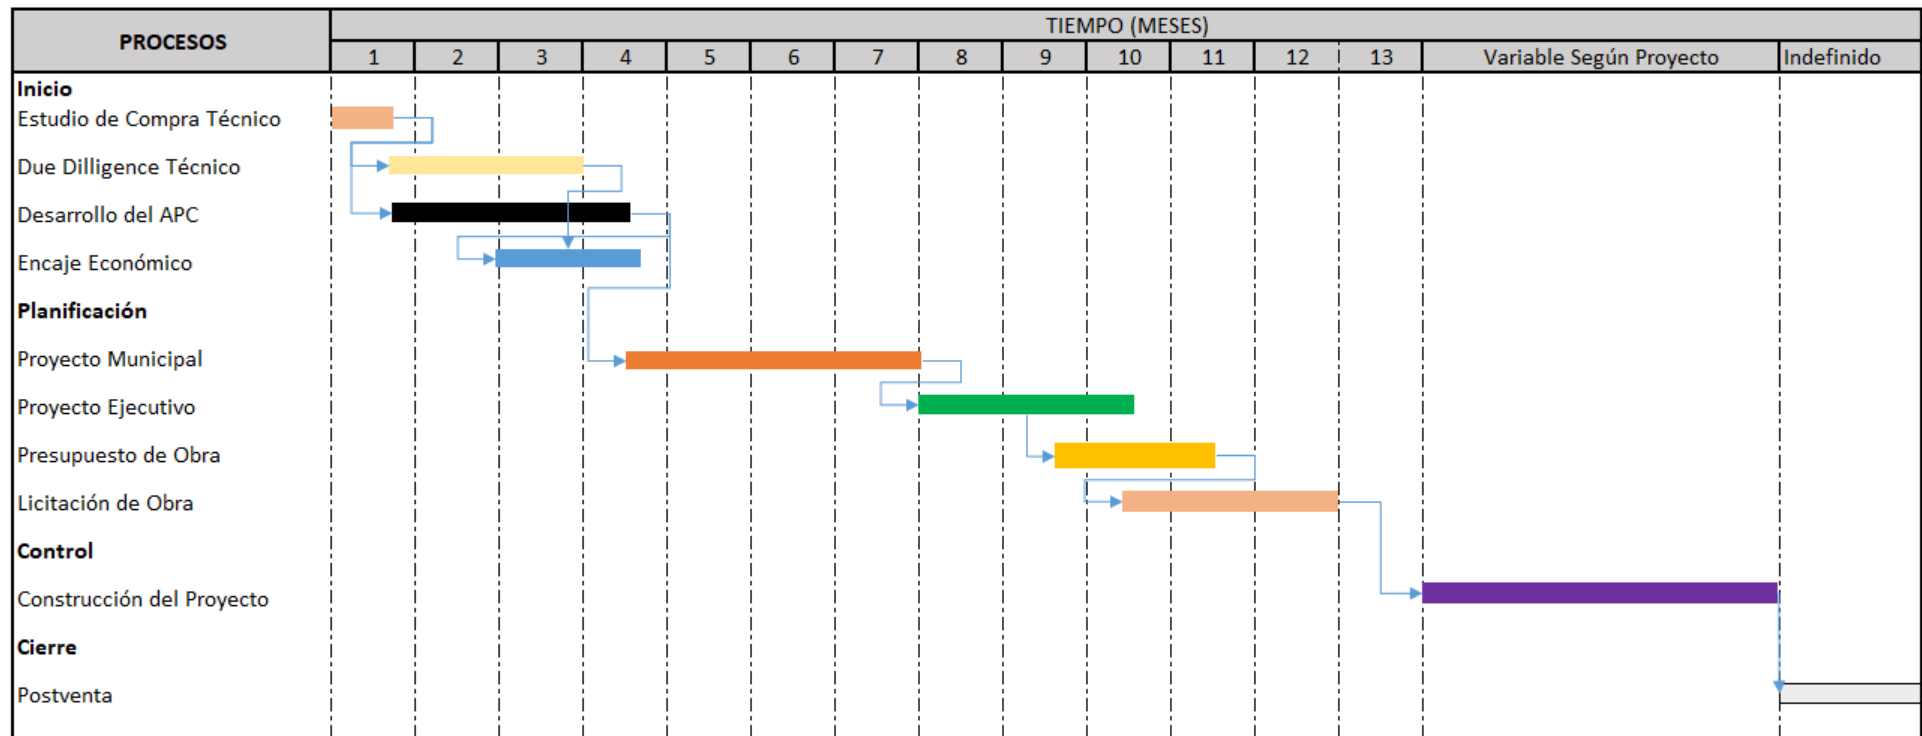 PROCESOS
TIEMPO (MESES)
1 2 3 4 5 6 7 8 9 10 11 12 13 Variable Según Proyecto Indefinido
Inicio
Estudio de Compra Técnico
Due Dilligence Técnico
Desarrollo del APC
Encaje Económico
Planificación
Proyecto Municipal
Proyecto Ejecutivo
Presupuesto de Obra
Licitación de Obra
Control
Construcción del Proyecto
Cierre
Postventa